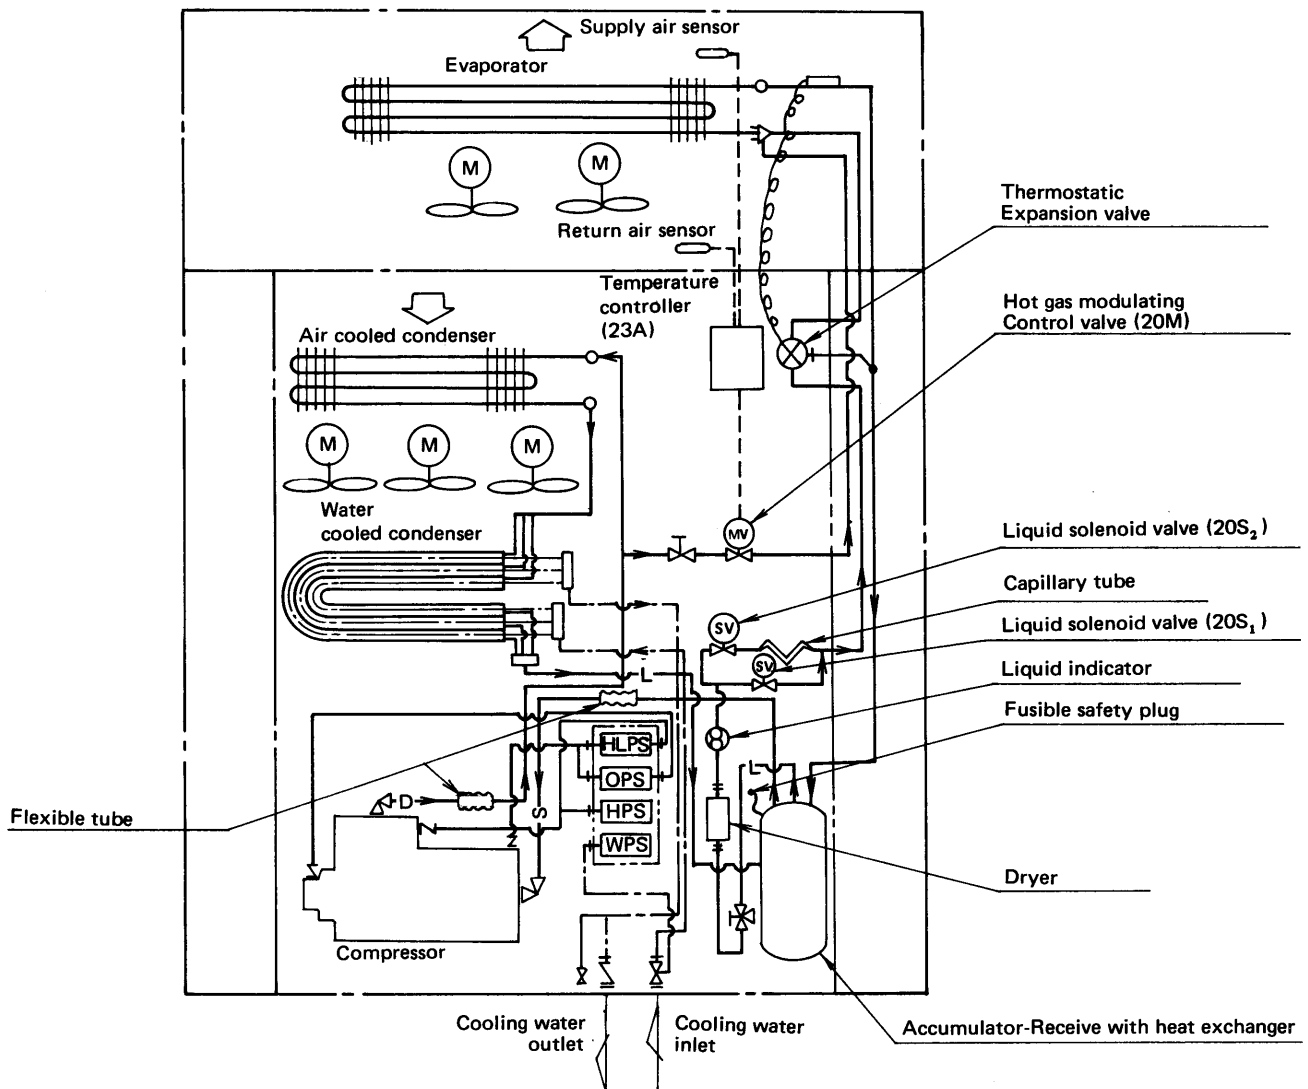 Supply air sensor
Evaporator
M
M
Return air sensor
Thermostatic
Expansion valve
Temperature
controller
(23A)
Hot gas modulating
Control valve (20M)
Air cooled condenser
M
M
M
Water
cooled condenser
MV
Liquid solenoid valve (20S₂)
Capillary tube
SV
Liquid solenoid valve (20S₁)
SV
L
Liquid indicator
Fusible safety plug
HLPS
L
OPS
D
S
HPS
Flexible tube
WPS
Dryer
Compressor
Cooling water
outlet
Cooling water
inlet
Accumulator-Receive with heat exchanger